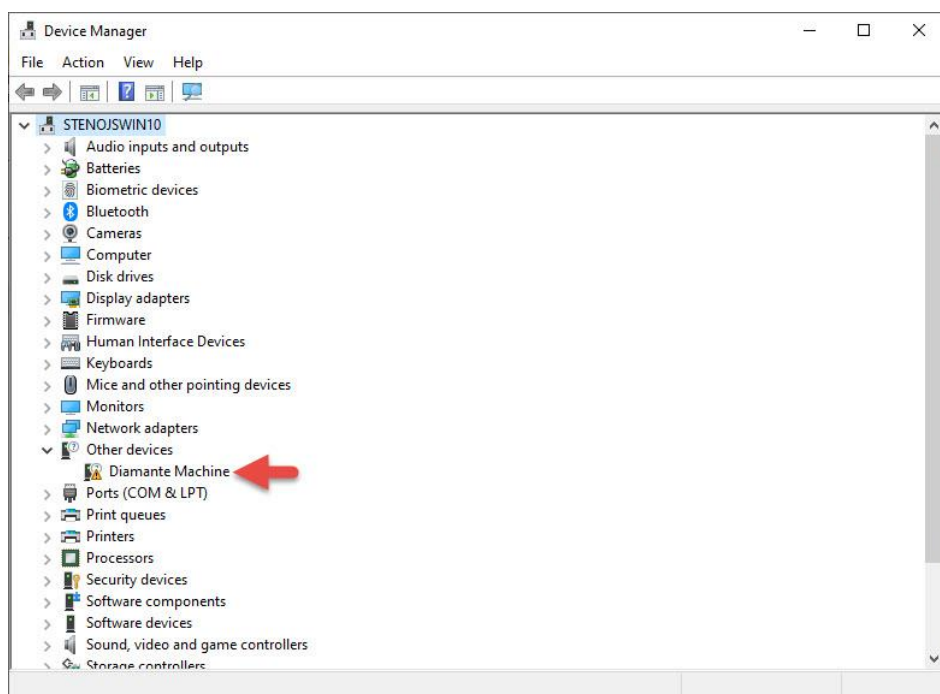 Device Manager
File Action View Help
STENOJSWIN10
Audio inputs and outputs
Batteries
Biometric devices
Bluetooth
Cameras
Computer
Disk drives
Display adapters
Firmware
Human Interface Devices
Keyboards
Mice and other pointing devices
Monitors
Network adapters
Other devices
Diamante Machine
Ports (COM & LPT)
Print queues
Printers
Processors
Security devices
Software components
Software devices
Sound, video and game controllers
Storage controllers